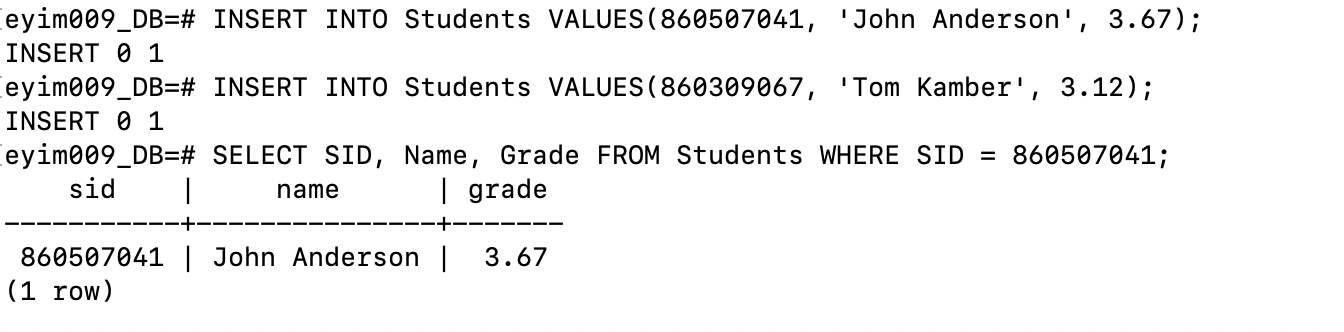 eyim009_DB=# INSERT INTO Students VALUES(860507041, 'John Anderson', 3.67);
INSERT 0 1
eyim009_DB=# INSERT INTO Students VALUES(860309067, 'Tom Kamber', 3.12);
INSERT 0 1
eyim009_DB=# SELECT SID, Name, Grade FROM Students WHERE SID = 860507041;
    sid    |     name      | grade
-----------+---------------+-------
 860507041 | John Anderson |  3.67
(1 row)